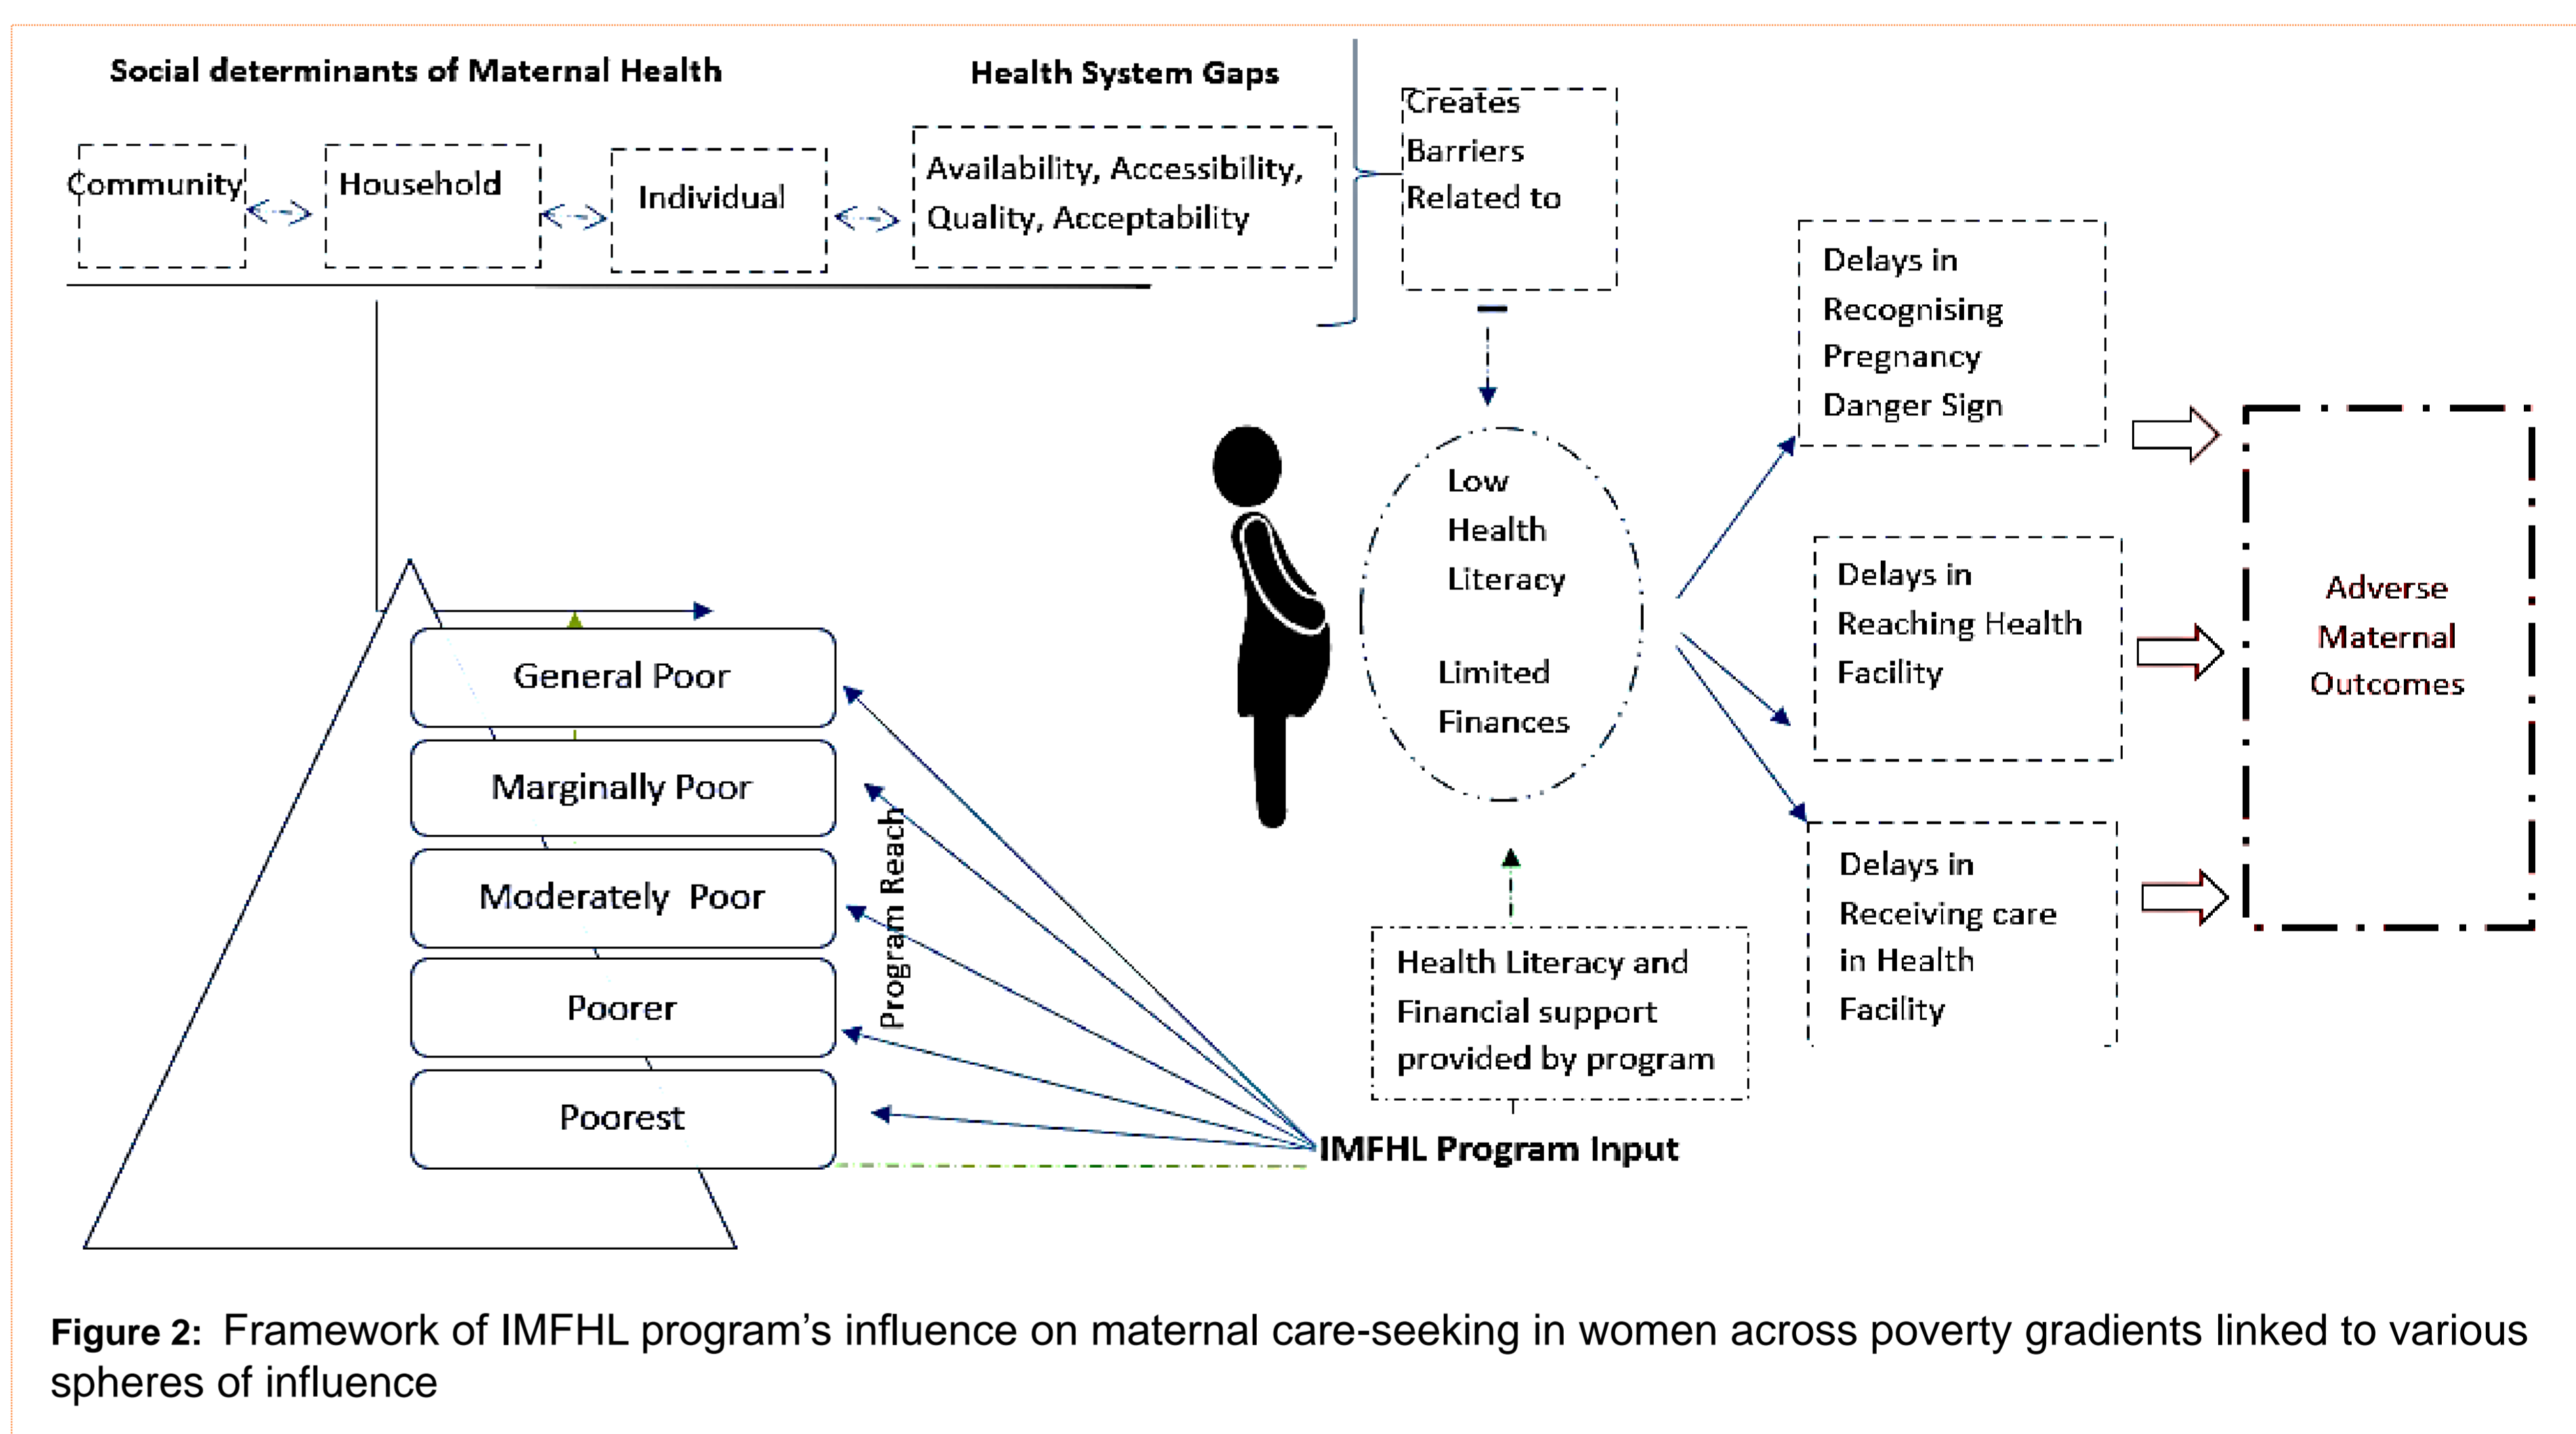 Social determinants of Maternal Health
Health System Gaps
Community
Household
Individual
Availability, Accessibility,
Quality, Acceptability
Creates
Barriers
Related to
Delays in
Recognising
Pregnancy
Danger Sign
Low
Health
Literacy
Limited
Finances
Delays in
Reaching Health
Facility
Adverse
Maternal
Outcomes
Delays in
Receiving care
in Health
Facility
General Poor
Marginally Poor
Moderately Poor
Poorer
Poorest
Program Reach
Health Literacy and
Financial support
provided by program
IMFHL Program Input
Figure 2: Framework of IMFHL program’s influence on maternal care-seeking in women across poverty gradients linked to various
spheres of influence